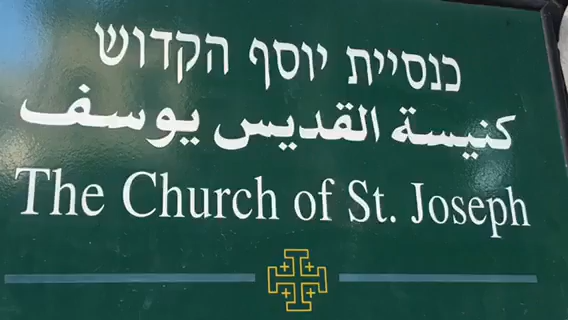 כנסיית יוסף הקדוש
كنيسة القديس يوسف
The Church of St. Joseph